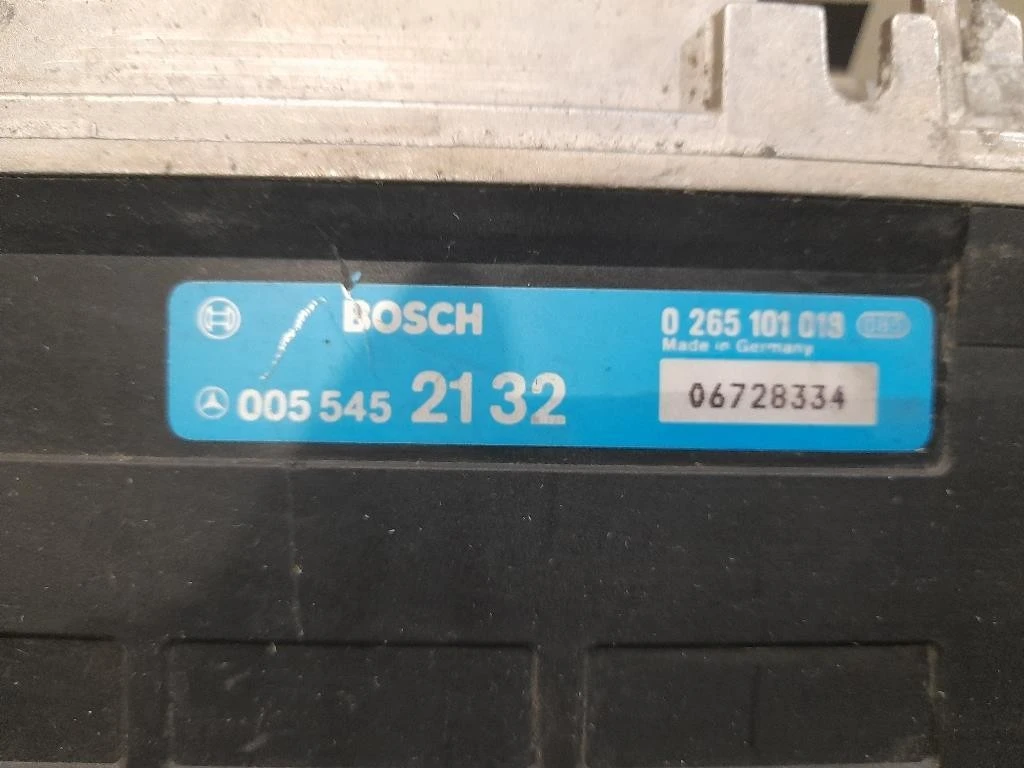 BOSCH
0 265 101 019
Made in Germany
005 545 21 32
06728334